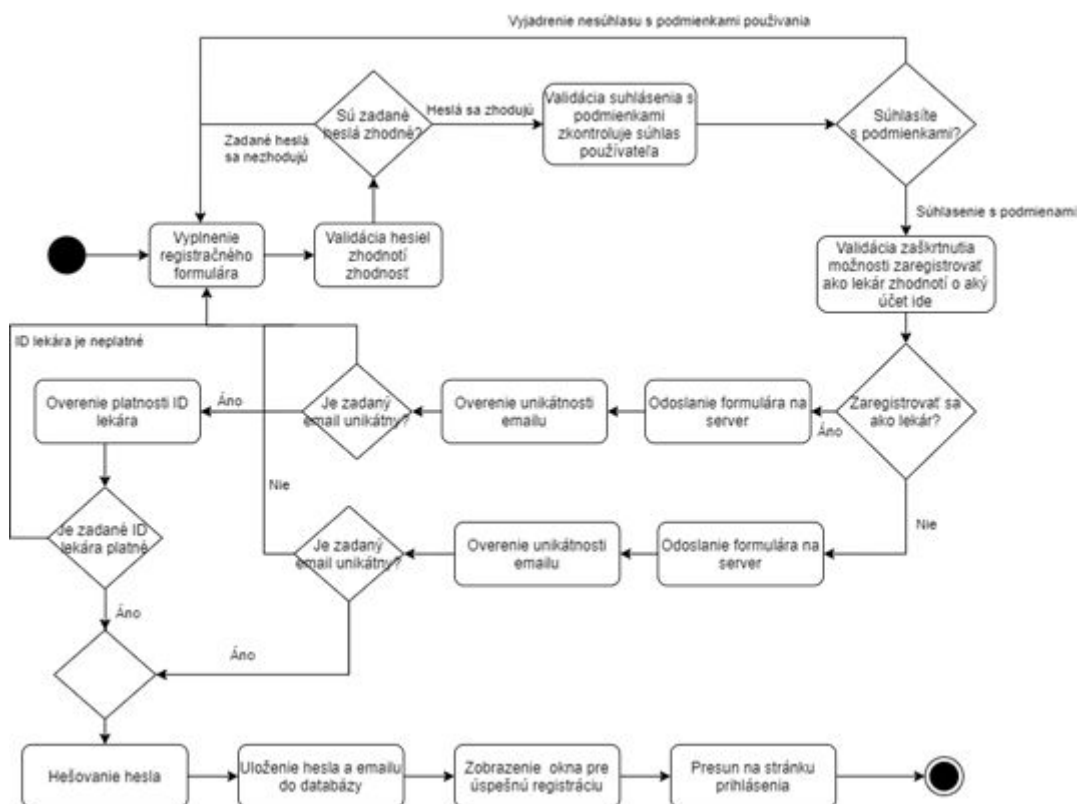 Vyjadrenie nesúhlasu s podmienkami používania
Sú zadané
heslá zhodné?
Heslá sa zhodujú
Validácia suhlásenia s
podmienkami
zkontroluje súhlas
používateľa
Súhlasíte
s podmienkami?
Zadané heslá
sa nezhodujú
Súhlasenie s podmienami
Vyplnenie
registračného
formulára
Validácia hesiel
zhodnotí
zhodnosť
Validácia zaškrtnutia
možnosti zaregistrovať
ako lekár zhodnotí o aký
účet ide
ID lekára je neplatné
Overenie platnosti ID
lekára
Áno
Je zadaný
email unikátny?
Overenie unikátnosti
emailu
Odoslanie formulára na
server
Áno
Zaregistrovať sa
ako lekár?
Nie
Nie
Je zadané ID
lekára platné
Je zadaný
email unikátny?
Overenie unikátnosti
emailu
Odoslanie formulára na
server
Áno
Áno
Hešovanie hesla
Uloženie hesla a emailu
do databázy
Zobrazenie okna pre
úspešnú registráciu
Presun na stránku
prihlásenia